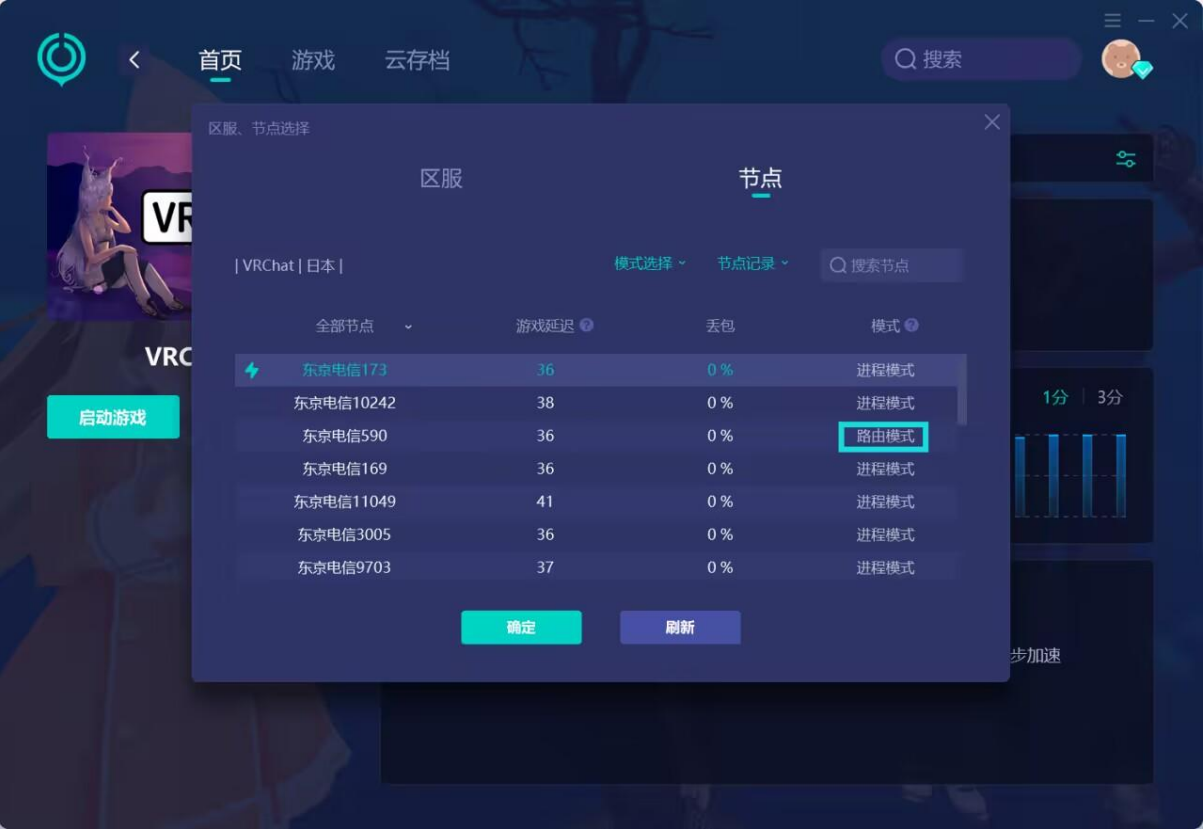 首页 游戏 云存档 搜索
区服、节点选择
区服 节点
| VRChat | 日本 | 模式选择 节点记录 搜索节点
全部节点 游戏延迟 ? 丢包 模式 ?
东京电信173 36 0 % 进程模式
东京电信10242 38 0 % 进程模式
东京电信590 36 0 % 路由模式
东京电信169 36 0 % 进程模式
东京电信11049 41 0 % 进程模式
东京电信3005 36 0 % 进程模式
东京电信9703 37 0 % 进程模式
确定 刷新
VR
VRC
启动游戏
1分 3分
步加速